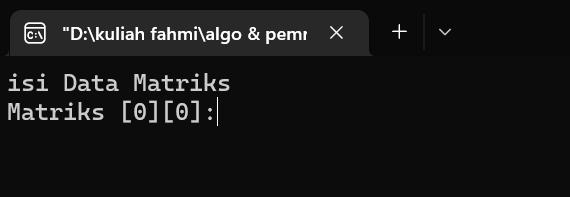 "D:\kuliah fahmi\algo & pemr
isi Data Matriks
Matriks [0][0]: